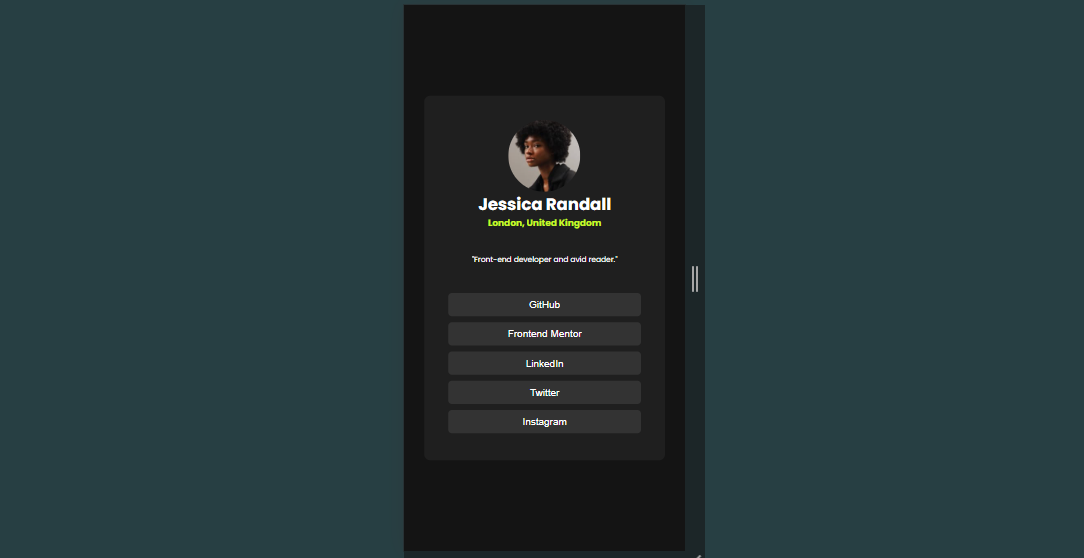 Jessica Randall
London, United Kingdom
"Front-end developer and avid reader."
GitHub
Frontend Mentor
LinkedIn
Twitter
Instagram